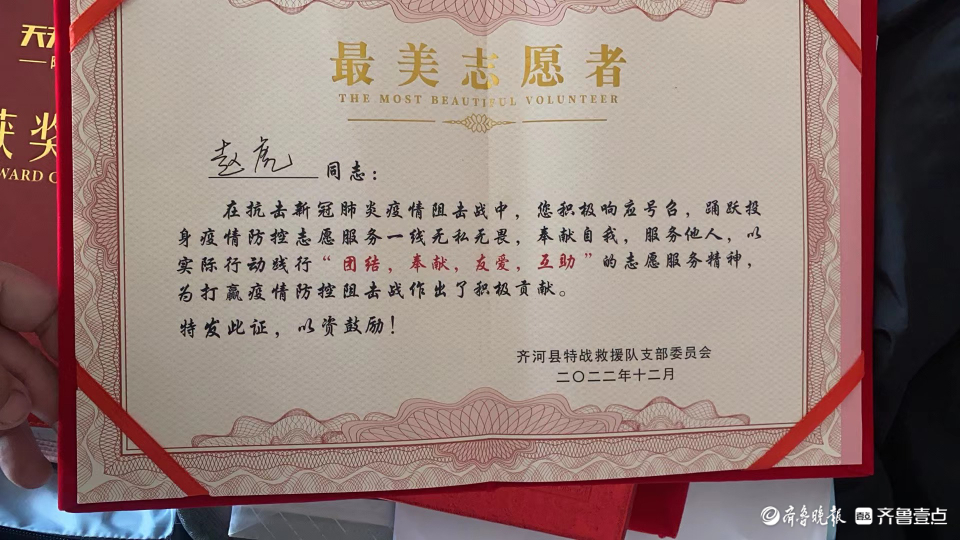 最美志愿者
THE MOST BEAUTIFUL VOLUNTEER
赵虎 同志：
在抗击新冠肺炎疫情阻击战中，您积极响应号召，踊跃投
身疫情防控志愿服务一线无私无畏，奉献自我，服务他人，以
实际行动践行“团结，奉献，友爱，互助”的志愿服务精神，
为打赢疫情防控阻击战作出了积极贡献。
特发此证，以资鼓励！
齐河县特战救援队支部委员会
二〇二二年十二月
获奖
齐鲁晚报 齐鲁壹点